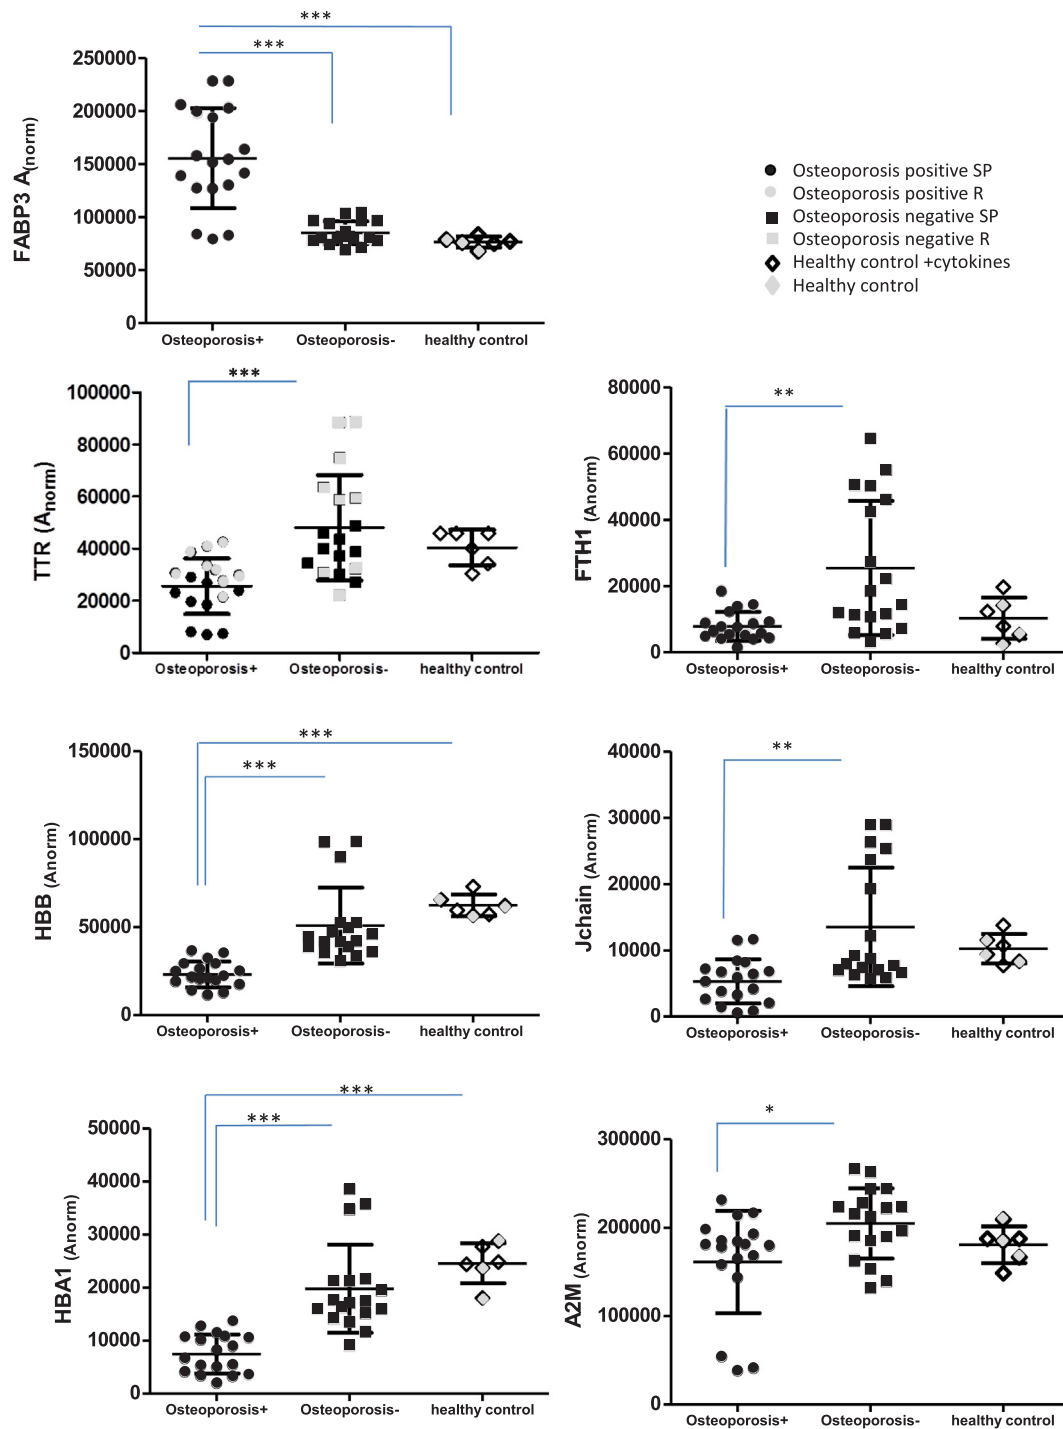 ***
***
FABP3 A(norm)
250000
200000
150000
100000
50000
0
Osteoporosis+ Osteoporosis- healthy control
Osteoporosis positive SP
Osteoporosis positive R
Osteoporosis negative SP
Osteoporosis negative R
Healthy control +cytokines
Healthy control
***
TTR (Anorm)
100000
80000
60000
40000
20000
0
Osteoporosis+ Osteoporosis- healthy control
**
FTH1 (Anorm)
80000
60000
40000
20000
0
Osteoporosis+ Osteoporosis- healthy control
***
***
HBB (Anorm)
150000
100000
50000
0
Osteoporosis+ Osteoporosis- healthy control
**
Jchain (Anorm)
40000
30000
20000
10000
0
Osteoporosis+ Osteoporosis- healthy control
***
***
HBA1 (Anorm)
50000
40000
30000
20000
10000
0
Osteoporosis+ Osteoporosis- healthy control
*
A2M (Anorm)
300000
200000
100000
0
Osteoporosis+ Osteoporosis- healthy control